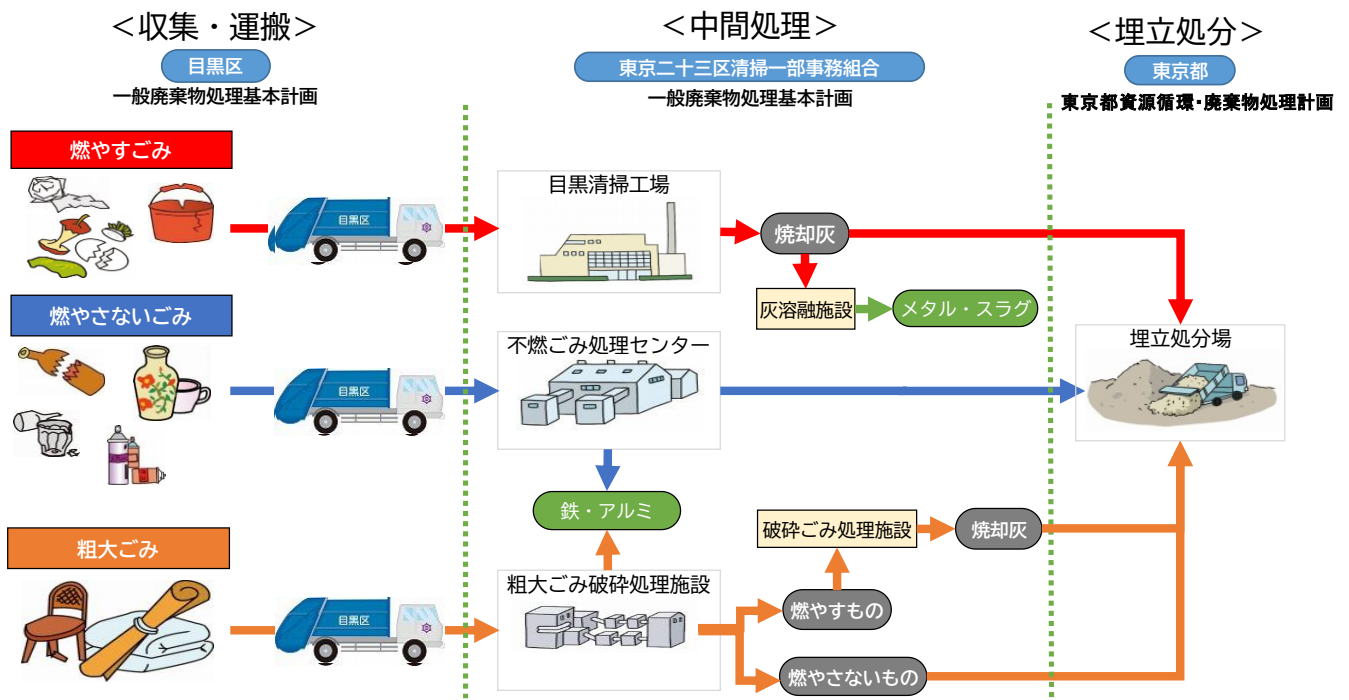 ＜収集・運搬＞
目黒区
一般廃棄物処理基本計画
＜中間処理＞
東京二十三区清掃一部事務組合
一般廃棄物処理基本計画
＜埋立処分＞
東京都
東京都資源循環・廃棄物処理計画
燃やすごみ
目黒区
目黒清掃工場
焼却灰
灰溶融施設
メタル・スラグ
燃やさないごみ
目黒区
不燃ごみ処理センター
埋立処分場
鉄・アルミ
粗大ごみ
目黒区
粗大ごみ破砕処理施設
破砕ごみ処理施設
焼却灰
燃やすもの
燃やさないもの